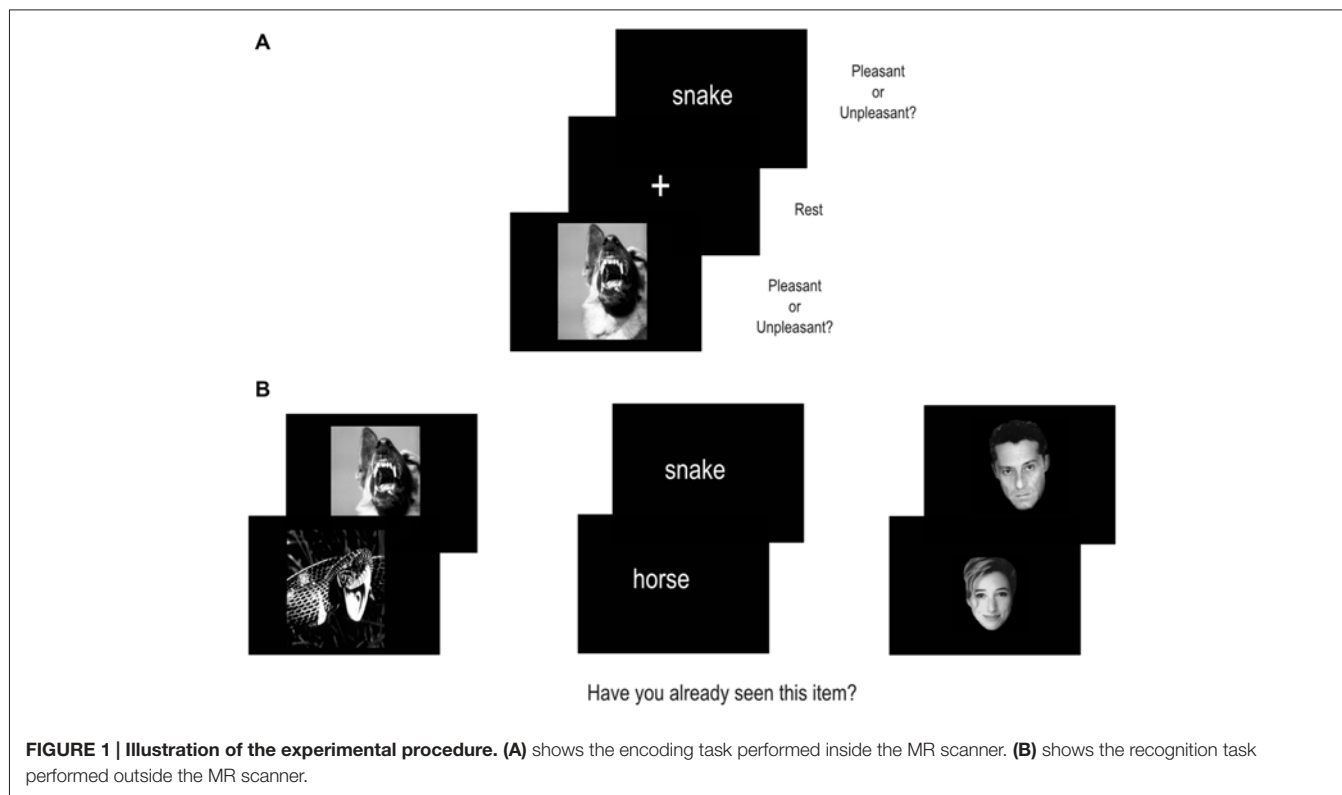 A
snake
Pleasant
or
Unpleasant?
+
Rest
Pleasant
or
Unpleasant?
B
snake
horse
Have you already seen this item?
FIGURE 1 | Illustration of the experimental procedure. (A) shows the encoding task performed inside the MR scanner. (B) shows the recognition task
performed outside the MR scanner.